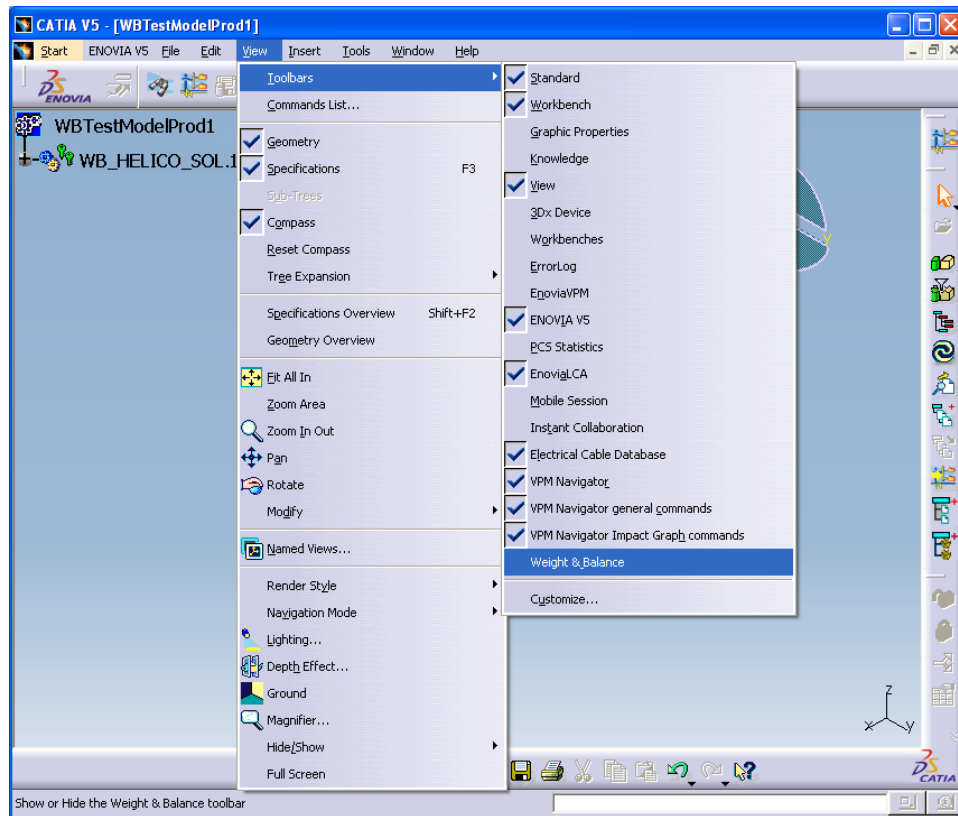 CATIA V5 - [WBTestModelProd1]
Start ENOVIA V5 File Edit View Insert Tools Window Help
DS ENOVIA
WBTestModelProd1
WB_HELICO_SOL.1
Toolbars
Commands List...
Geometry
Specifications F3
Sub-Trees
Compass
Reset Compass
Tree Expansion
Specifications Overview Shift+F2
Geometry Overview
Fit All In
Zoom Area
Zoom In Out
Pan
Rotate
Modify
Named Views...
Render Style
Navigation Mode
Lighting...
Depth Effect...
Ground
Magnifier...
Hide/Show
Full Screen
Standard
Workbench
Graphic Properties
Knowledge
View
3Dx Device
Workbenches
ErrorLog
EnoviaVPM
ENOVIA V5
PCS Statistics
EnoviaLCA
Mobile Session
Instant Collaboration
Electrical Cable Database
VPM Navigator
VPM Navigator general commands
VPM Navigator Impact Graph commands
Weight & Balance
Customize...
y
z
x y
DS CATIA
Show or Hide the Weight & Balance toolbar